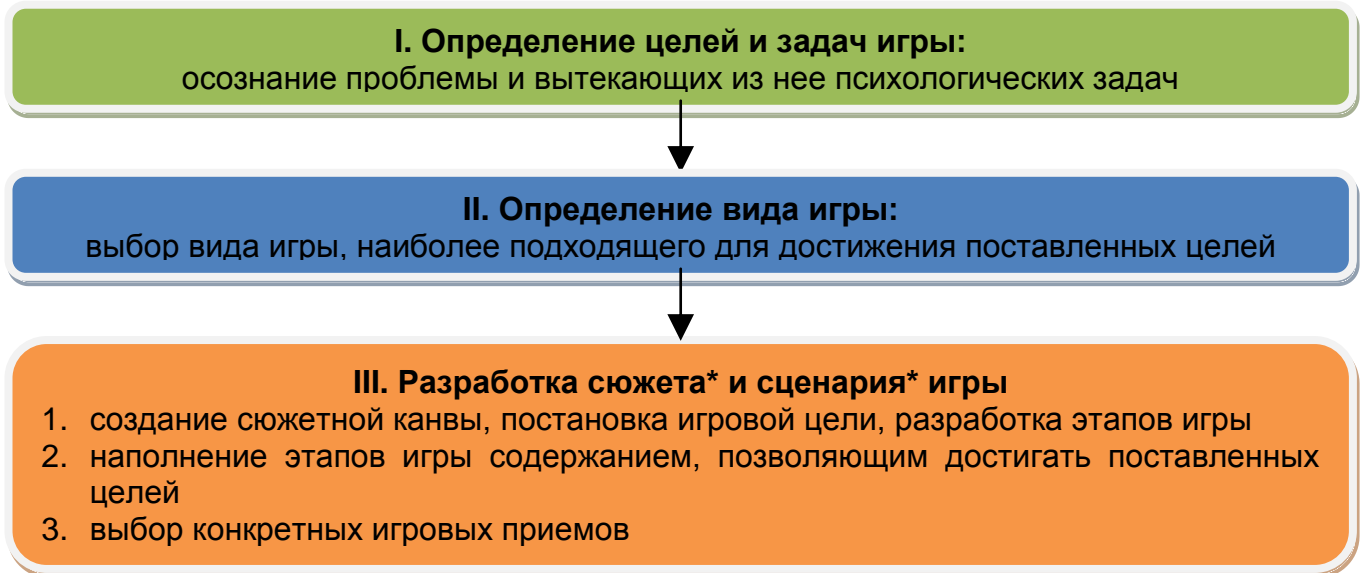 I. Определение целей и задач игры:
осознание проблемы и вытекающих из нее психологических задач
II. Определение вида игры:
выбор вида игры, наиболее подходящего для достижения поставленных целей
III. Разработка сюжета* и сценария* игры
1. создание сюжетной канвы, постановка игровой цели, разработка этапов игры
2. наполнение этапов игры содержанием, позволяющим достигать поставленных
целей
3. выбор конкретных игровых приемов